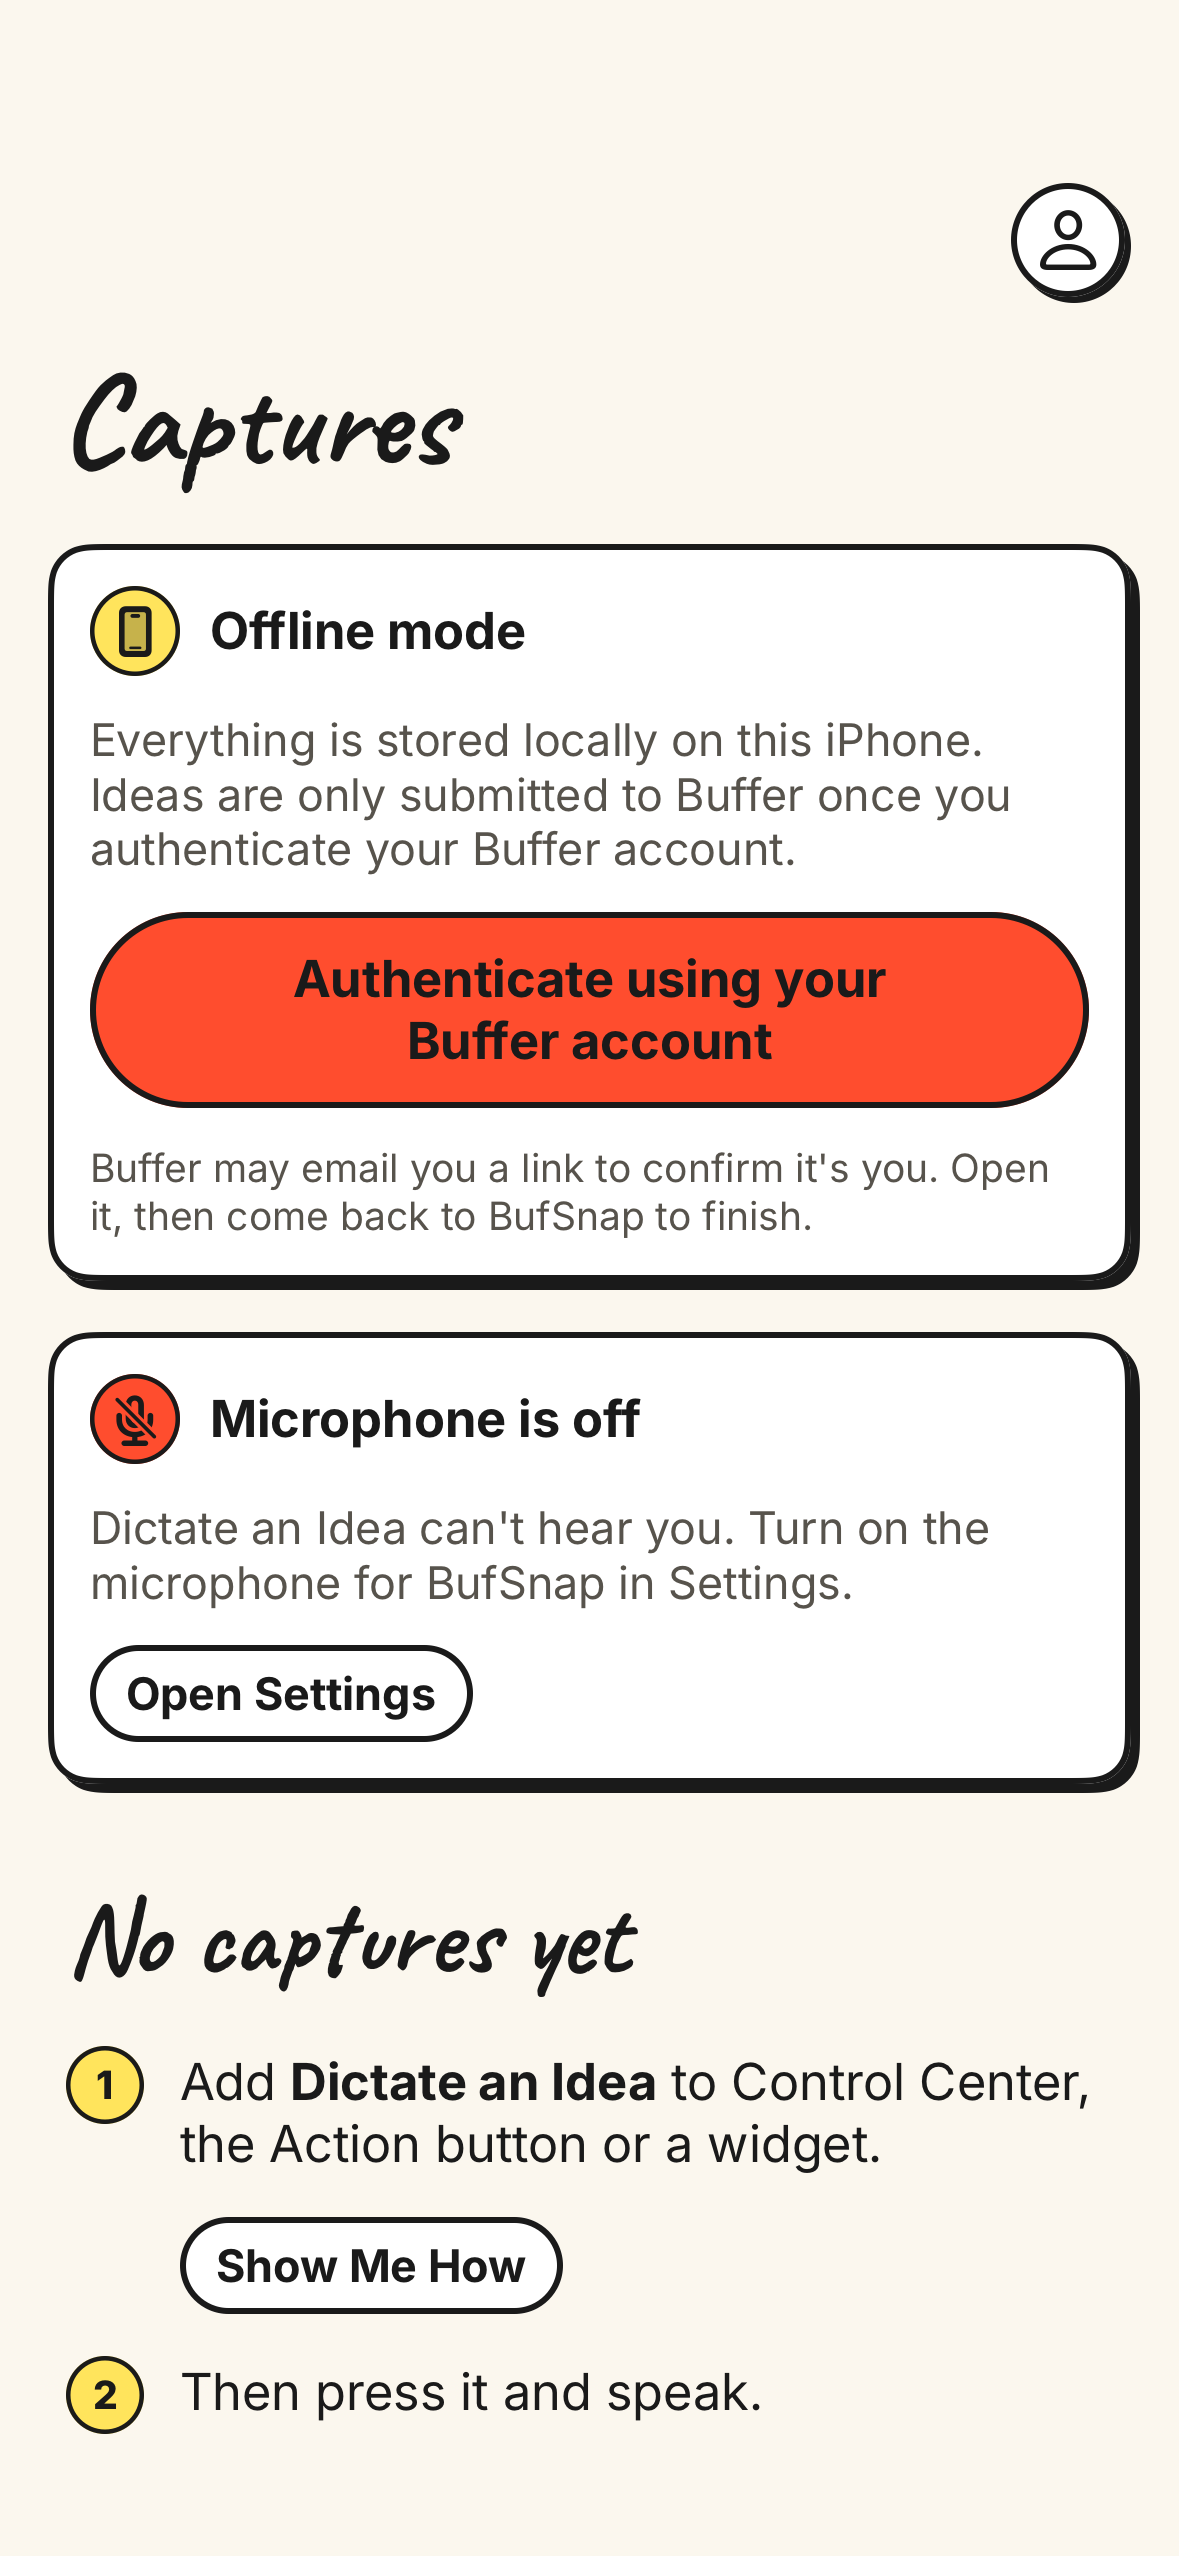 Captures
Offline mode
Everything is stored locally on this iPhone.
Ideas are only submitted to Buffer once you
authenticate your Buffer account.
Authenticate using your
Buffer account
Buffer may email you a link to confirm it's you. Open
it, then come back to BufSnap to finish.
Microphone is off
Dictate an Idea can't hear you. Turn on the
microphone for BufSnap in Settings.
Open Settings
No captures yet
1 Add Dictate an Idea to Control Center,
the Action button or a widget.
Show Me How
2 Then press it and speak.